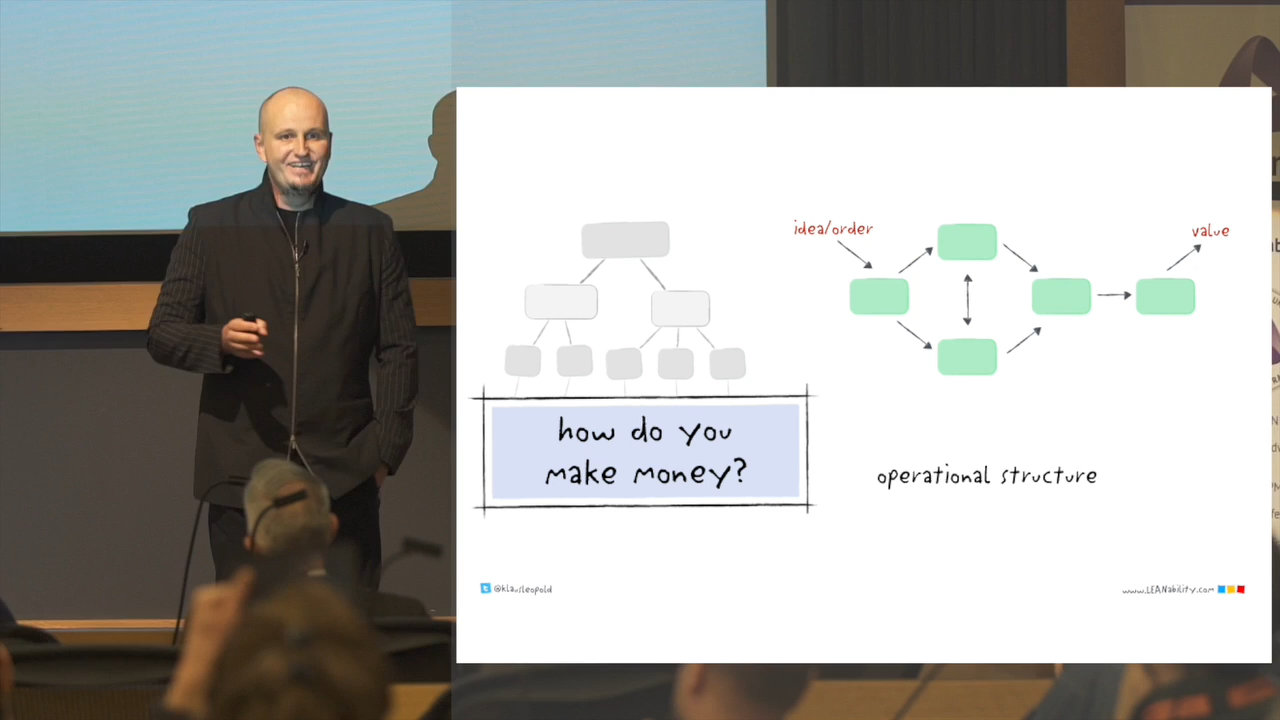 idea/order
value
how do you
make money?
operational structure
@klausleopold
www.LEANability.com